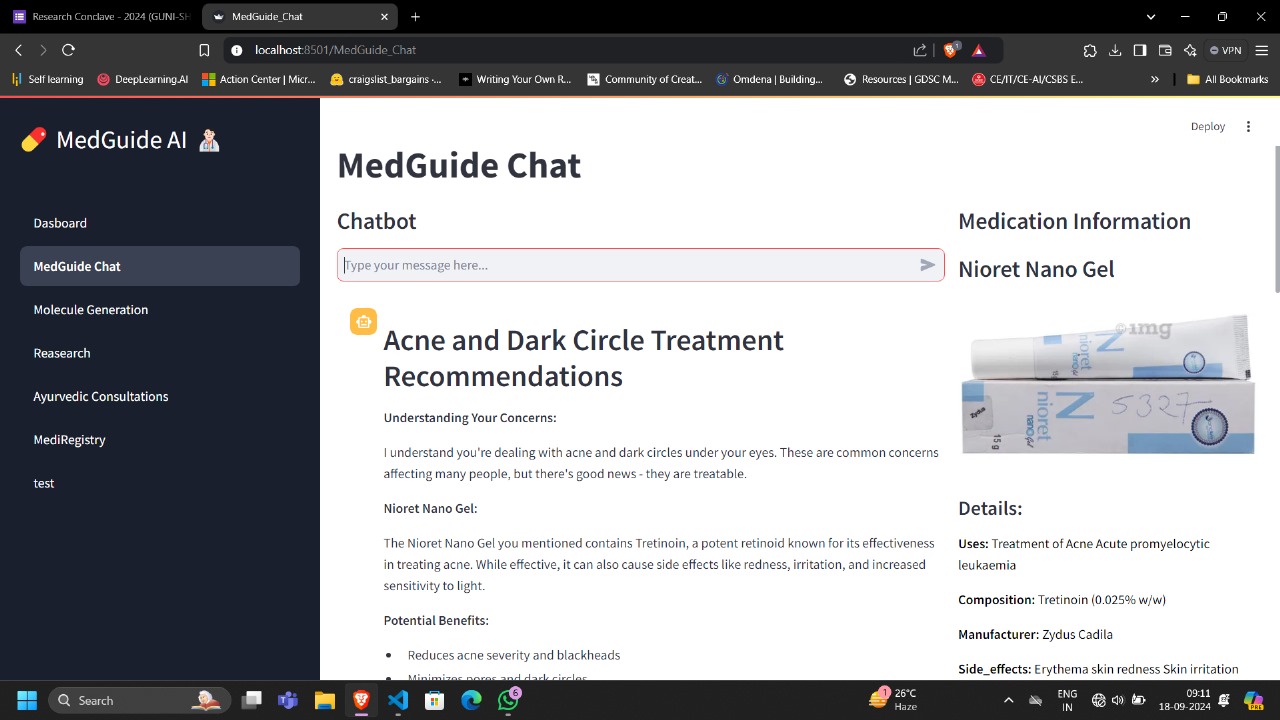 Research Conclave - 2024 (GUNI-SH
MedGuide_Chat
localhost:8501/MedGuide_Chat
1
VPN
Self learning
DeepLearning.AI
Action Center | Micr...
craigslist_bargains ·...
Writing Your Own R...
Community of Creat...
Omdena | Building...
Resources | GDSC M...
CE/IT/CE-AI/CSBS E...
»
All Bookmarks
MedGuide AI
Dasboard
MedGuide Chat
Molecule Generation
Reasearch
Ayurvedic Consultations
MediRegistry
test
Deploy
MedGuide Chat
Chatbot
Type your message here...
Acne and Dark Circle Treatment
Recommendations
Understanding Your Concerns:
I understand you're dealing with acne and dark circles under your eyes. These are common concerns
affecting many people, but there's good news - they are treatable.
Nioret Nano Gel:
The Nioret Nano Gel you mentioned contains Tretinoin, a potent retinoid known for its effectiveness
in treating acne. While effective, it can also cause side effects like redness, irritation, and increased
sensitivity to light.
Potential Benefits:
• Reduces acne severity and blackheads
• Minimizes pores and dark circles
Medication Information
Nioret Nano Gel
1mg
N
nioret
nanogel
N
nioret
nanogel
5327
Zydus
15 g
Details:
Uses: Treatment of Acne Acute promyelocytic
leukaemia
Composition: Tretinoin (0.025% w/w)
Manufacturer: Zydus Cadila
Side_effects: Erythema skin redness Skin irritation
Search
6
1
26°C
Haze
ENG
IN
09:11
18-09-2024
PRE